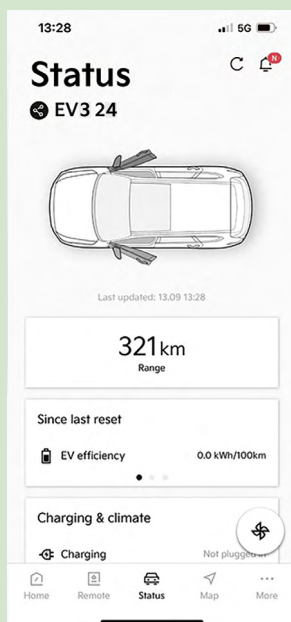 13:28
5G
Status
N
EV3 24
Last updated: 13.09 13:28
321km
Range
Since last reset
EV efficiency 0.0 kWh/100km
Charging & climate
Charging Not plugged in
Home Remote Status Map More